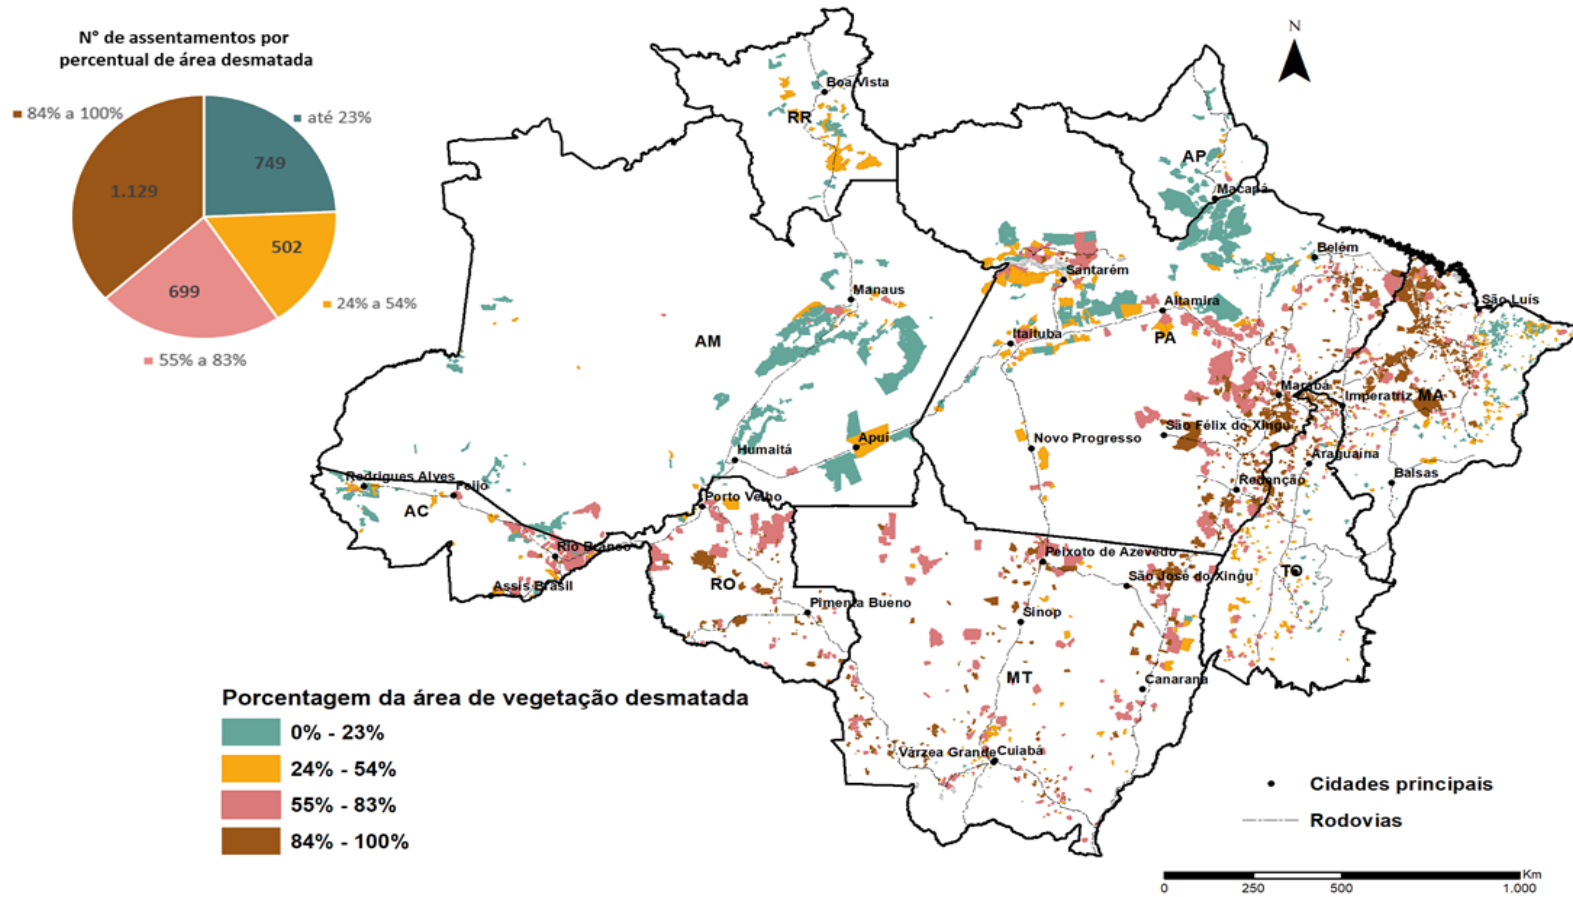 N° de assentamentos por
percentual de área desmatada
84% a 100%
até 23%
749
1.129
502
699
24% a 54%
55% a 83%
N
Boa Vista
RR
AP
Macapá
Belém
Santarém
São Luís
Manaus
Altamira
AM
Itaituba
PA
Marabá
Imperatriz
MA
Apuí
São Félix do Xingu
Novo Progresso
Humaitá
Araguaína
Rodrigues Alves
Balsas
Feijó
Redenção
Porto Velho
AC
Rio Branco
Peixoto de Azevedo
São José do Xingu
TO
Assis Brasil
RO
Pimenta Bueno
Sinop
MT
Canarana
Porcentagem da área de vegetação desmatada
0% - 23%
24% - 54%
55% - 83%
84% - 100%
Várzea Grande
Cuiabá
Cidades principais
Rodovias
Km
0
250
500
1.000